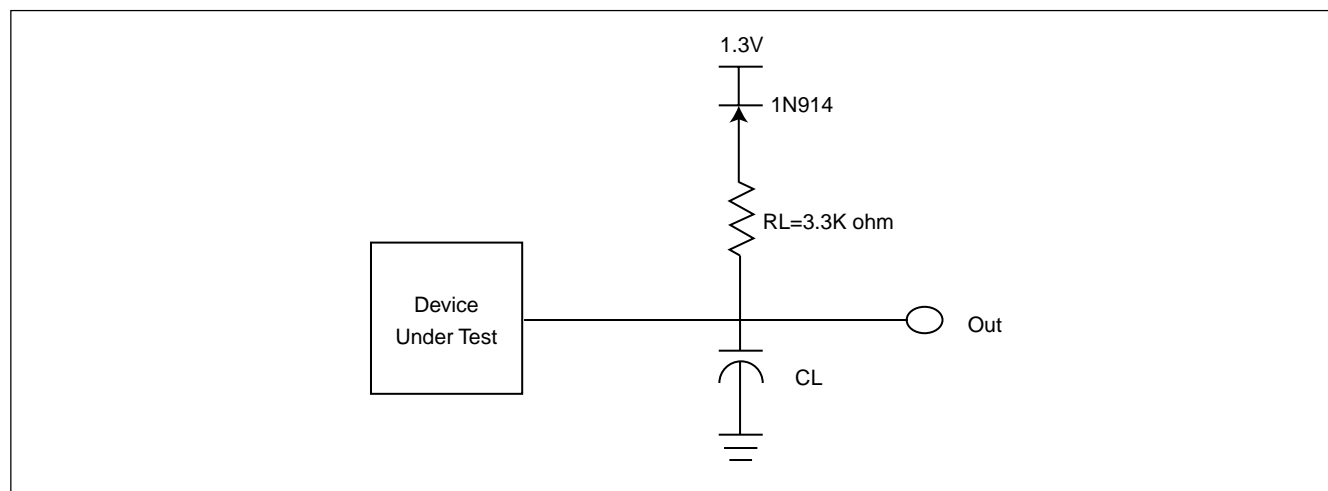 1.3V
1N914
RL=3.3K ohm
Device
Under Test
Out
CL